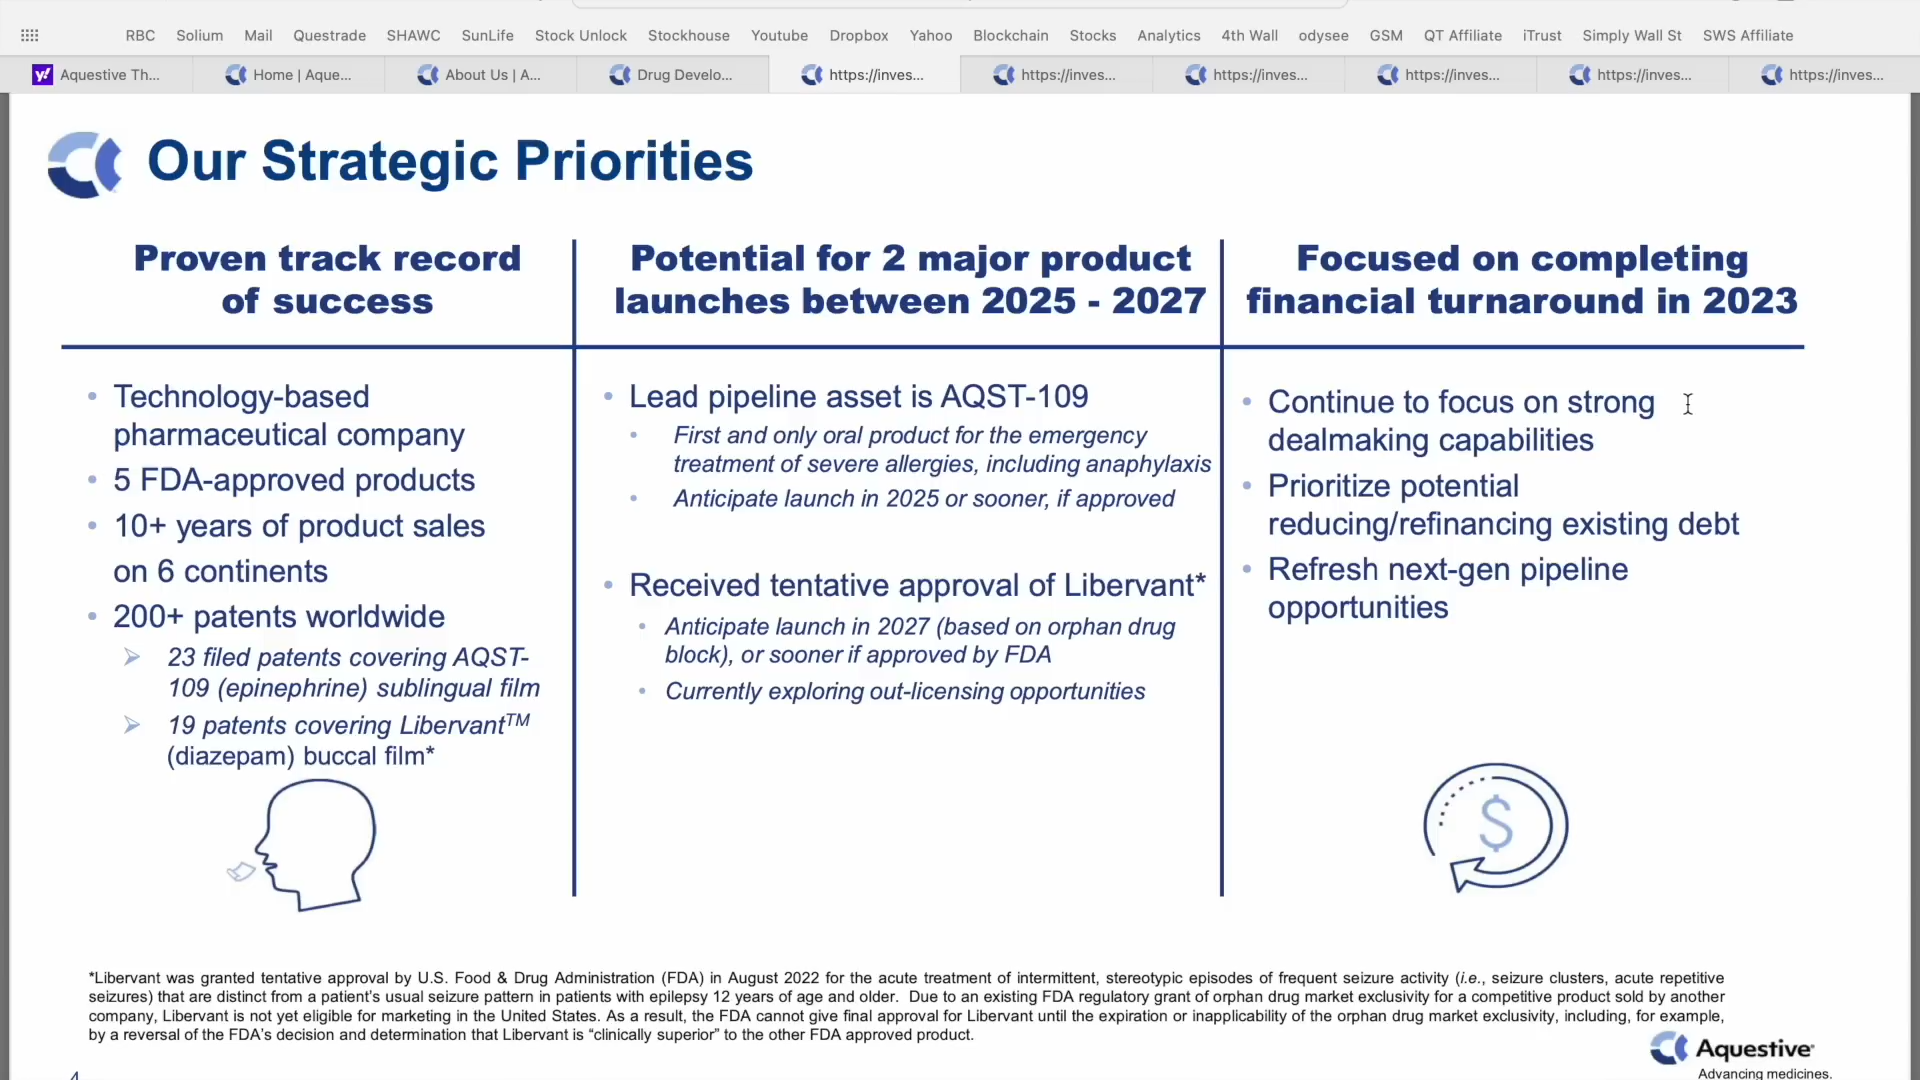 RBC Solium Mail Questrade SHAWC SunLife Stock Unlock Stockhouse Youtube Dropbox Yahoo Blockchain Stocks Analytics 4th Wall odysee GSM QT Affiliate iTrust Simply Wall St SWS Affiliate
y! Aquestive Th... Home | Aque... About Us | A... Drug Develo... https://inves... https://inves... https://inves... https://inves... https://inves... https://inves...
Our Strategic Priorities
Proven track record
of success
• Technology-based
pharmaceutical company
• 5 FDA-approved products
• 10+ years of product sales
on 6 continents
• 200+ patents worldwide
➢ 23 filed patents covering AQST-
109 (epinephrine) sublingual film
➢ 19 patents covering Libervant™
(diazepam) buccal film*
Potential for 2 major product
launches between 2025 - 2027
• Lead pipeline asset is AQST-109
• First and only oral product for the emergency
treatment of severe allergies, including anaphylaxis
• Anticipate launch in 2025 or sooner, if approved
• Received tentative approval of Libervant*
• Anticipate launch in 2027 (based on orphan drug
block), or sooner if approved by FDA
• Currently exploring out-licensing opportunities
Focused on completing
financial turnaround in 2023
• Continue to focus on strong
dealmaking capabilities
• Prioritize potential
reducing/refinancing existing debt
• Refresh next-gen pipeline
opportunities
$
*Libervant was granted tentative approval by U.S. Food & Drug Administration (FDA) in August 2022 for the acute treatment of intermittent, stereotypic episodes of frequent seizure activity (i.e., seizure clusters, acute repetitive
seizures) that are distinct from a patient's usual seizure pattern in patients with epilepsy 12 years of age and older. Due to an existing FDA regulatory grant of orphan drug market exclusivity for a competitive product sold by another
company, Libervant is not yet eligible for marketing in the United States. As a result, the FDA cannot give final approval for Libervant until the expiration or inapplicability of the orphan drug market exclusivity, including, for example,
by a reversal of the FDA's decision and determination that Libervant is "clinically superior" to the other FDA approved product.
Aquestive
Advancing medicines.
4